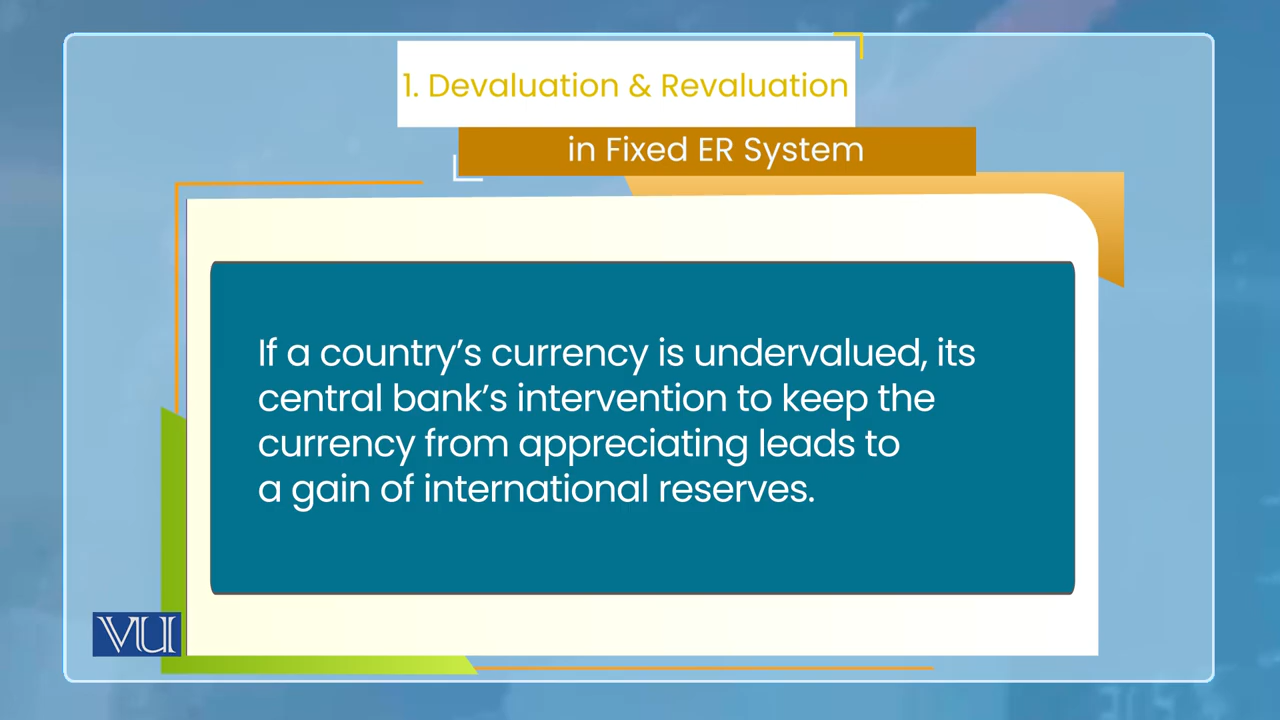 1. Devaluation & Revaluation
in Fixed ER System
If a country’s currency is undervalued, its
central bank’s intervention to keep the
currency from appreciating leads to
a gain of international reserves.
VU